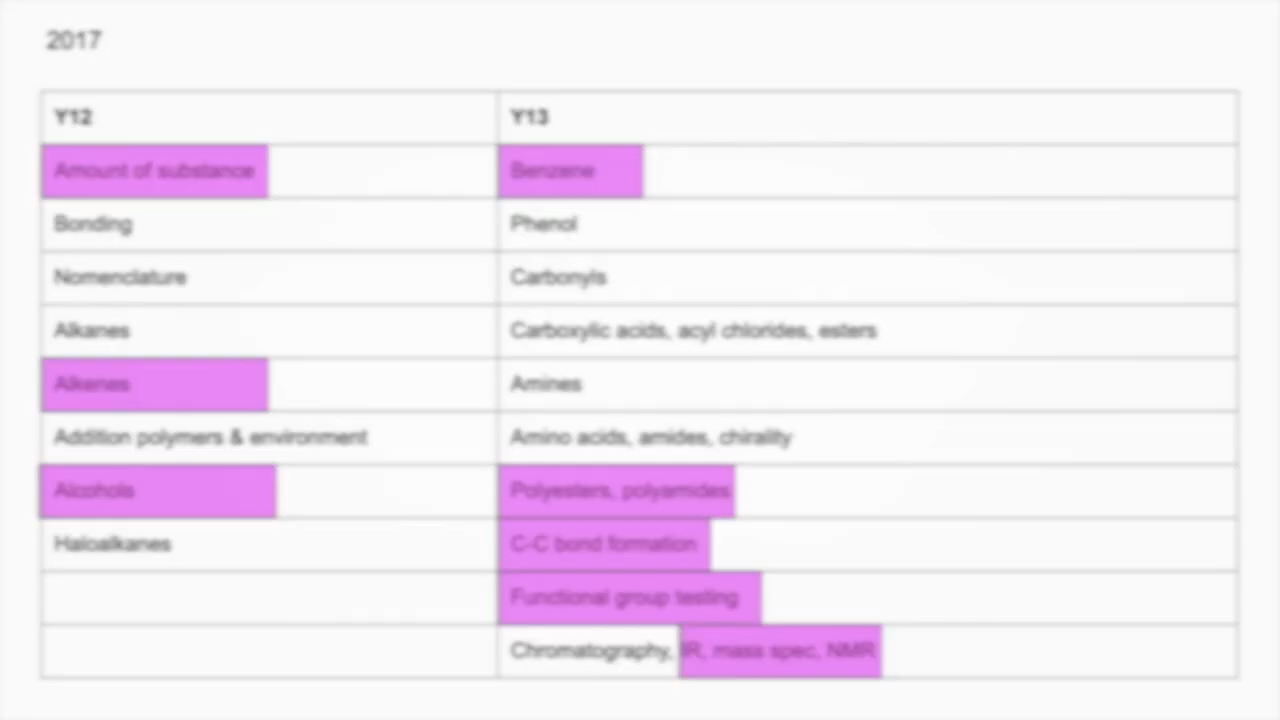 2017
Y12 Y13
Amount of substance Benzene
Bonding Phenol
Nomenclature Carbonyls
Alkanes Carboxylic acids, acyl chlorides, esters
Alkenes Amines
Addition polymers & environment Amino acids, amides, chirality
Alcohols Polyesters, polyamides
Haloalkanes C-C bond formation
Functional group testing
Chromatography, IR, mass spec, NMR